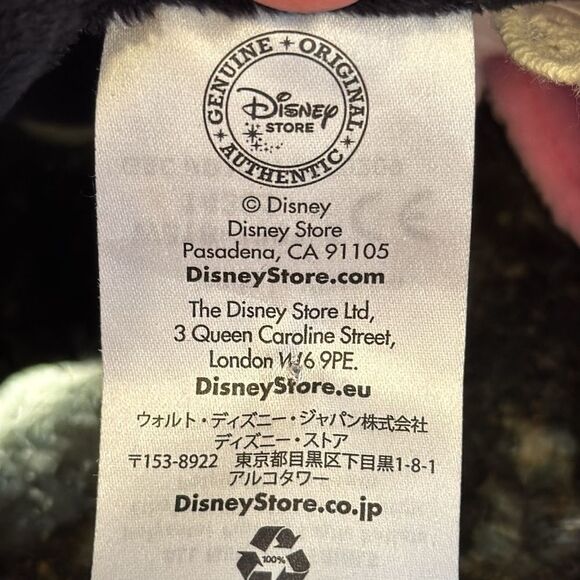 GENUINE ORIGINAL AUTHENTIC
Disney
STORE
© Disney
Disney Store
Pasadena, CA 91105
DisneyStore.com
The Disney Store Ltd,
3 Queen Caroline Street,
London W6 9PE.
DisneyStore.eu
ウォルト・ディズニー・ジャパン株式会社
ディズニー・ストア
〒153-8922 東京都目黒区下目黒1-8-1
アルコタワー
DisneyStore.co.jp
100%